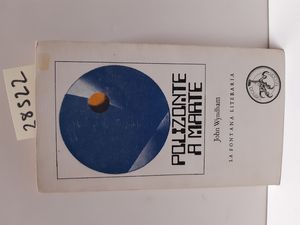 POLIZONTE
A MARTE
John Wyndham
LA FONTANA LITERARIA
28522